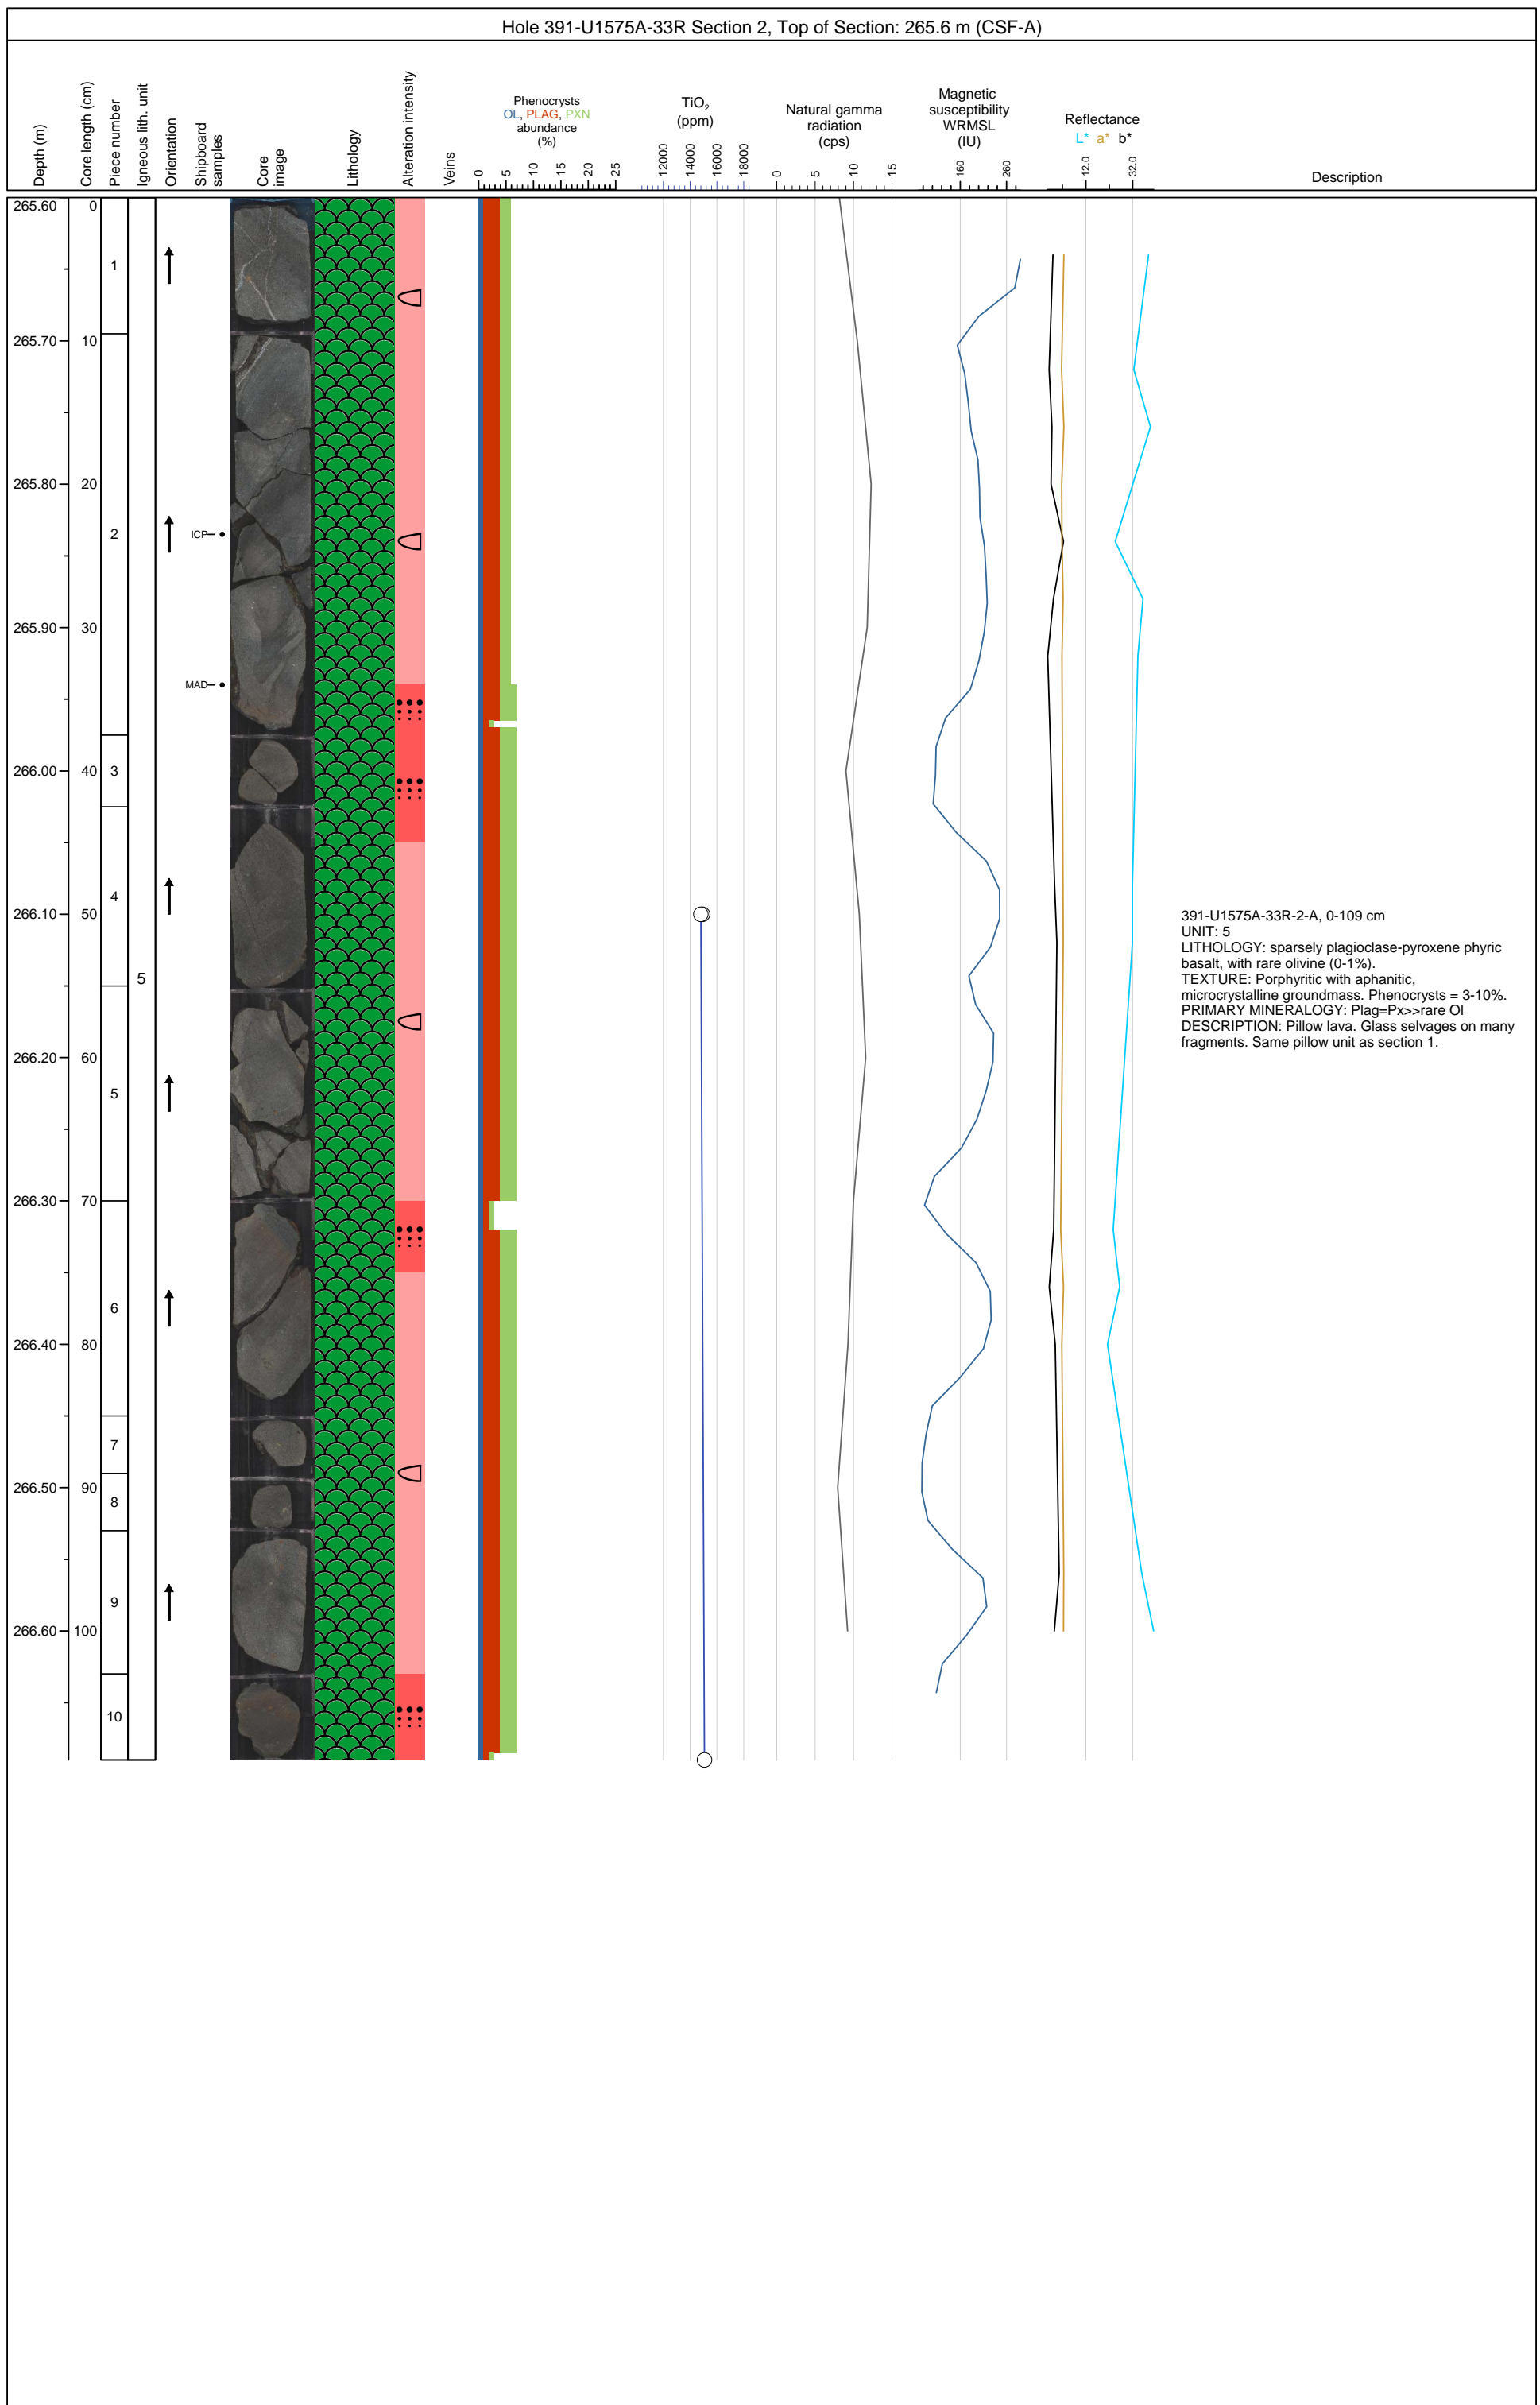 Hole 391-U1575A-33R Section 2, Top of Section: 265.6 m (CSF-A)
Depth (m)
Core length (cm)
Piece number
Igneous lith. unit
Orientation
Shipboard
samples
Core
image
Lithology
Alteration intensity
Veins
Phenocrysts
OL, PLAG, PXN
abundance
(%)
0 5 10 15 20 25
TiO₂
(ppm)
12000 14000 16000 18000
Natural gamma
radiation
(cps)
0 5 10 15
Magnetic
susceptibility
WRMSL
(IU)
160 260
Reflectance
L* a* b*
12.0 32.0
Description
265.60 0
1
265.70 10
265.80 20
2
ICP
265.90 30
MAD
266.00 40 3
4
266.10 50
5
266.20 60
5
266.30 70
6
266.40 80
7
266.50 90
8
9
266.60 100
10
391-U1575A-33R-2-A, 0-109 cm
UNIT: 5
LITHOLOGY: sparsely plagioclase-pyroxene phyric
basalt, with rare olivine (0-1%).
TEXTURE: Porphyritic with aphanitic,
microcrystalline groundmass. Phenocrysts = 3-10%.
PRIMARY MINERALOGY: Plag=Px>>rare Ol
DESCRIPTION: Pillow lava. Glass selvages on many
fragments. Same pillow unit as section 1.